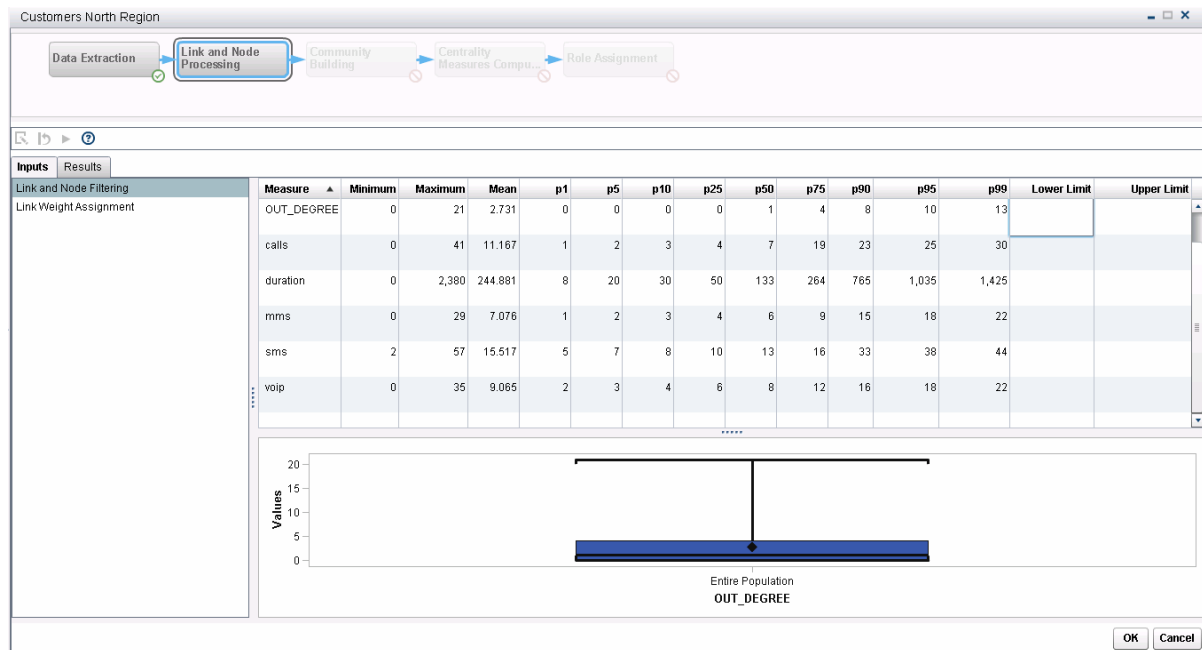 Customers North Region
Data Extraction
Link and Node
Processing
Community
Building
Centrality
Measures Compu...
Role Assignment
Inputs Results
Link and Node Filtering
Link Weight Assignment
Measure Minimum Maximum Mean p1 p5 p10 p25 p50 p75 p90 p95 p99 Lower Limit Upper Limit
OUT_DEGREE 0 21 2.731 0 0 0 0 1 4 8 10 13
calls 0 41 11.167 1 2 3 4 7 19 23 25 30
duration 0 2,380 244.881 8 20 30 50 133 264 765 1,035 1,425
mms 0 29 7.076 1 2 3 4 6 9 15 18 22
sms 2 57 15.517 5 7 8 10 13 16 33 38 44
voip 0 35 9.065 2 3 4 6 8 12 16 18 22
Values
20
15
10
5
0
Entire Population
OUT_DEGREE
OK Cancel